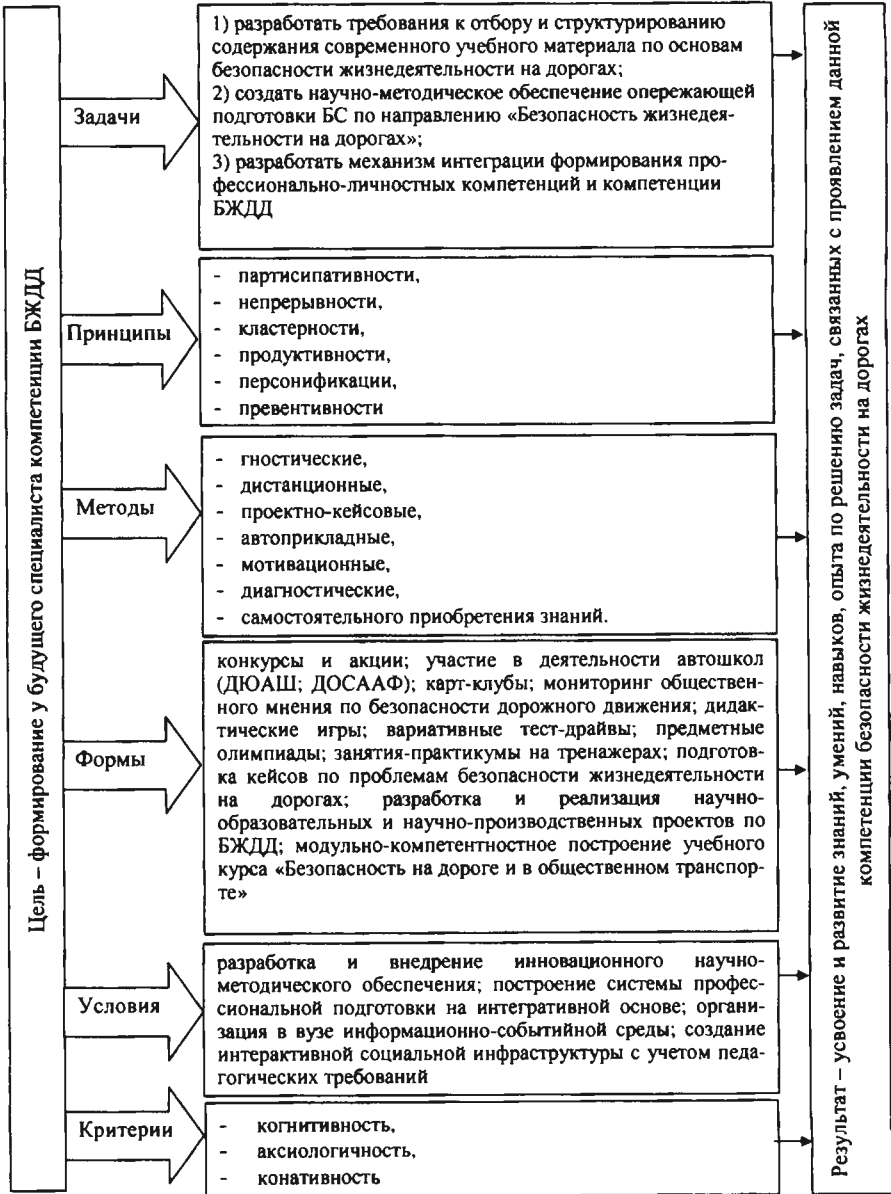 Цель – формирование у будущего специалиста компетенции БЖДД
Задачи
1) разработать требования к отбору и структурированию
содержания современного учебного материала по основам
безопасности жизнедеятельности на дорогах;
2) создать научно-методическое обеспечение опережающей
подготовки БС по направлению «Безопасность жизнедея-
тельности на дорогах»;
3) разработать механизм интеграции формирования про-
фессионально-личностных компетенций и компетенции
БЖДД
Принципы
- партисипативности,
- непрерывности,
- кластерности,
- продуктивности,
- персонификации,
- превентивности
Методы
- гностические,
- дистанционные,
- проектно-кейсовые,
- автоприкладные,
- мотивационные,
- диагностические,
- самостоятельного приобретения знаний.
Формы
конкурсы и акции; участие в деятельности автошкол
(ДЮАШ; ДОСААФ); карт-клубы; мониторинг обществен-
ного мнения по безопасности дорожного движения; дидак-
тические игры; вариативные тест-драйвы; предметные
олимпиады; занятия-практикумы на тренажерах; подготов-
ка кейсов по проблемам безопасности жизнедеятельности
на дорогах; разработка и реализация научно-
образовательных и научно-производственных проектов по
БЖДД; модульно-компетентностное построение учебного
курса «Безопасность на дороге и в общественном транспор-
те»
Условия
разработка и внедрение инновационного научно-
методического обеспечения; построение системы профес-
сиональной подготовки на интегративной основе; органи-
зация в вузе информационно-событийной среды; создание
интерактивной социальной инфраструктуры с учетом педа-
гогических требований
Критерии
- когнитивность,
- аксиологичность,
- конативность
Результат – усвоение и развитие знаний, умений, навыков, опыта по решению задач, связанных с проявлением данной
компетенции безопасности жизнедеятельности на дорогах